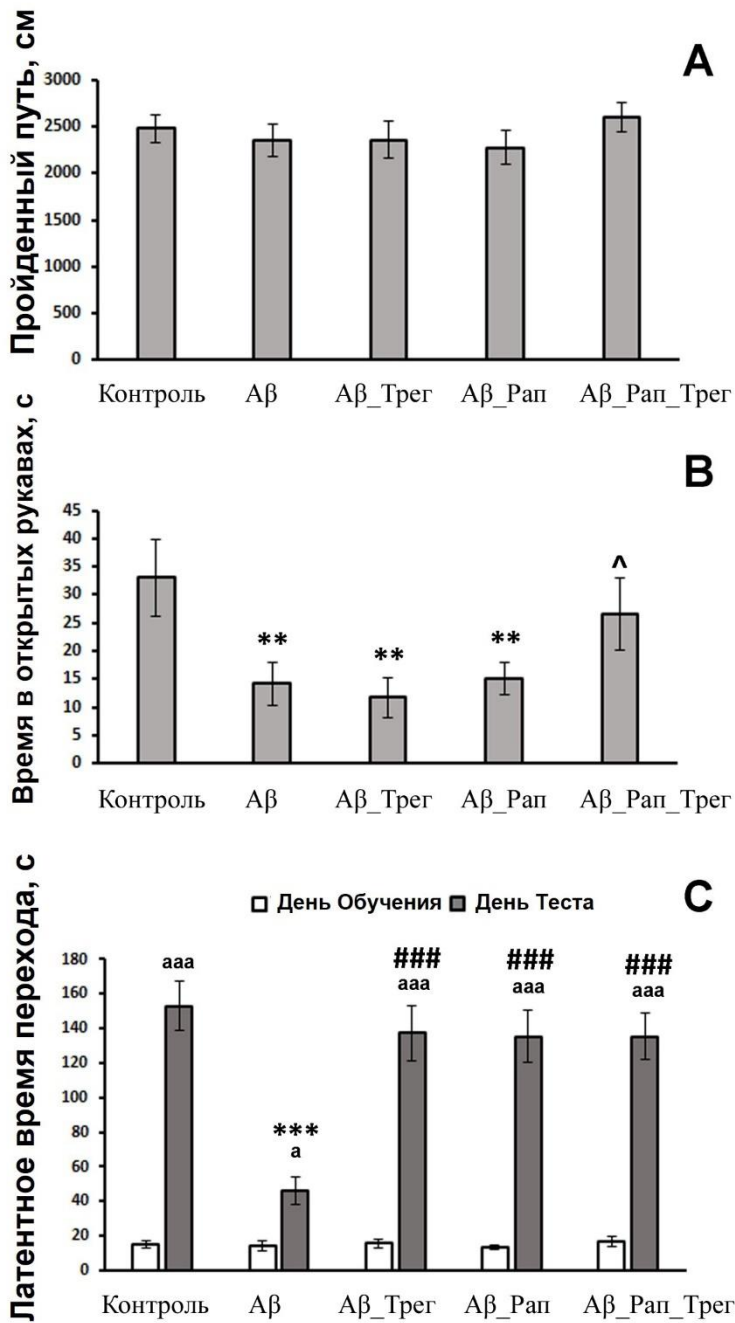 A
Пройденный путь, см
3000
2500
2000
1500
1000
500
0
Контроль Aβ Aβ_Трег Aβ_Рап Aβ_Рап_Трег
B
Время в открытых рукавах, с
45
40
35
30
25
20
15
10
5
0
** ** ** ^
Контроль Aβ Aβ_Трег Aβ_Рап Aβ_Рап_Трег
C
Латентное время перехода, с
День Обучения День Теста
180
160
140
120
100
80
60
40
20
0
aaa
***
a
###
aaa
###
aaa
###
aaa
Контроль Aβ Aβ_Трег Aβ_Рап Aβ_Рап_Трег